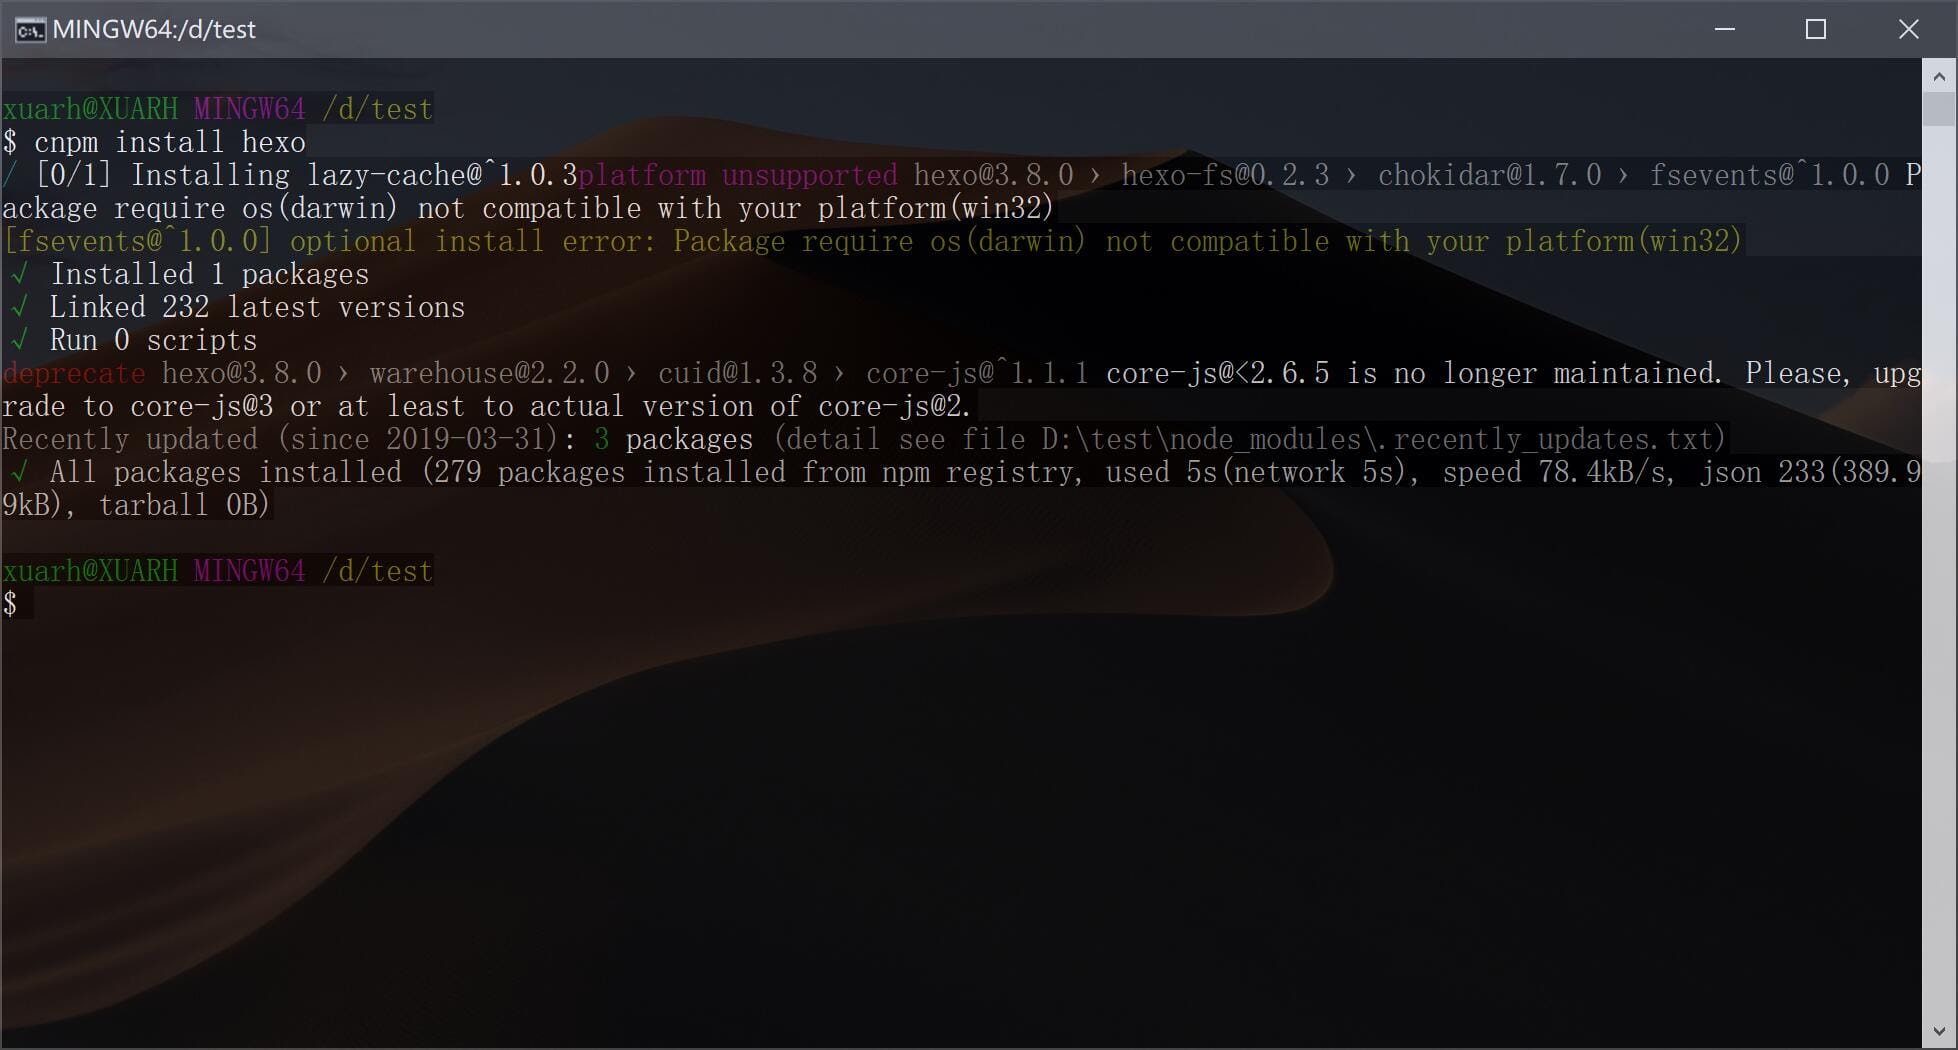 MINGW64:/d/test
xuarh@XUARH MINGW64 /d/test
$ cnpm install hexo
/ [0/1] Installing lazy-cache@^1.0.3platform unsupported hexo@3.8.0 › hexo-fs@0.2.3 › chokidar@1.7.0 › fsevents@^1.0.0 P
ackage require os(darwin) not compatible with your platform(win32)
[fsevents@^1.0.0] optional install error: Package require os(darwin) not compatible with your platform(win32)
√ Installed 1 packages
√ Linked 232 latest versions
√ Run 0 scripts
deprecate hexo@3.8.0 › warehouse@2.2.0 › cuid@1.3.8 › core-js@^1.1.1 core-js@<2.6.5 is no longer maintained. Please, upg
rade to core-js@3 or at least to actual version of core-js@2.
Recently updated (since 2019-03-31): 3 packages (detail see file D:\test\node_modules\.recently_updates.txt)
√ All packages installed (279 packages installed from npm registry, used 5s(network 5s), speed 78.4kB/s, json 233(389.9
9kB), tarball 0B)
xuarh@XUARH MINGW64 /d/test
$